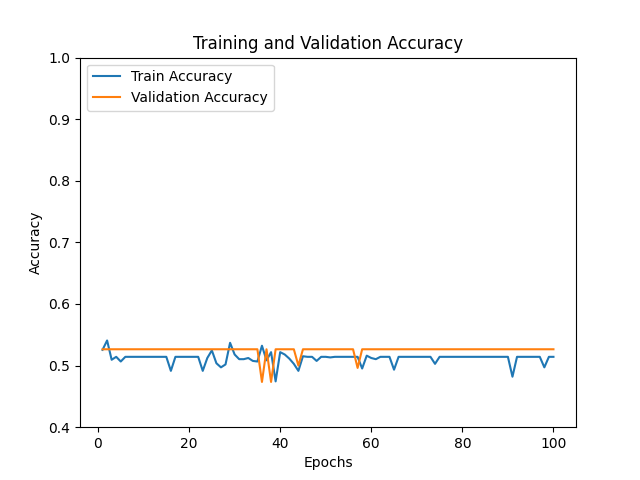 Training and Validation Accuracy
Train Accuracy
Validation Accuracy
1.0
0.9
0.8
0.7
0.6
0.5
0.4
Accuracy
0 20 40 60 80 100
Epochs